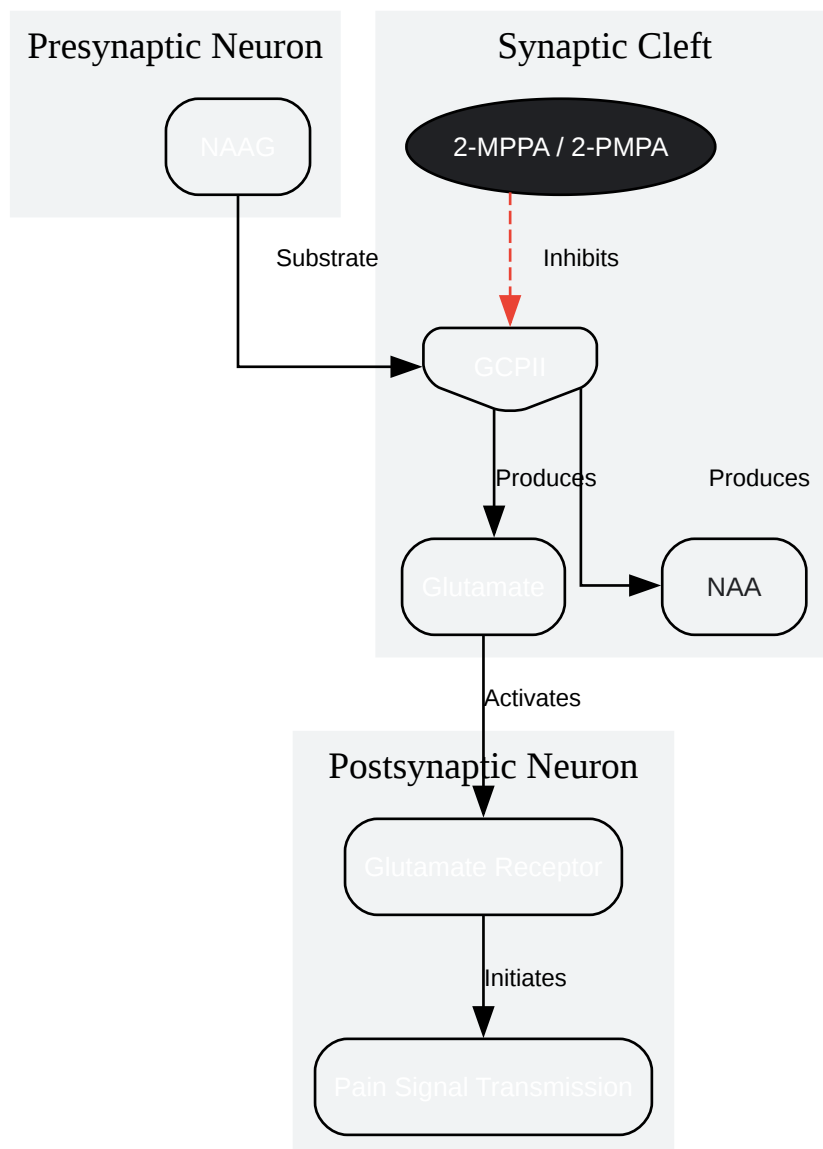 Presynaptic Neuron
Synaptic Cleft
NAAG
2-MPPA / 2-PMPA
Substrate
Inhibits
GCPII
Produces
Produces
Glutamate
NAA
Activates
Postsynaptic Neuron
Glutamate Receptor
Initiates
Pain Signal Transmission